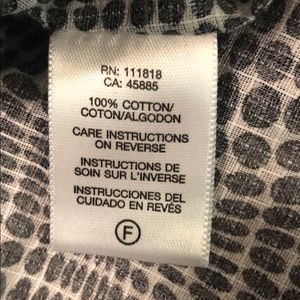 RN: 111818
CA: 45885
100% COTTON/
COTON/ALGODON
CARE INSTRUCTIONS
ON REVERSE
INSTRUCTIONS DE
SOIN SUR L'INVERSE
INSTRUCCIONES DEL
CUIDADO EN REVÉS
F